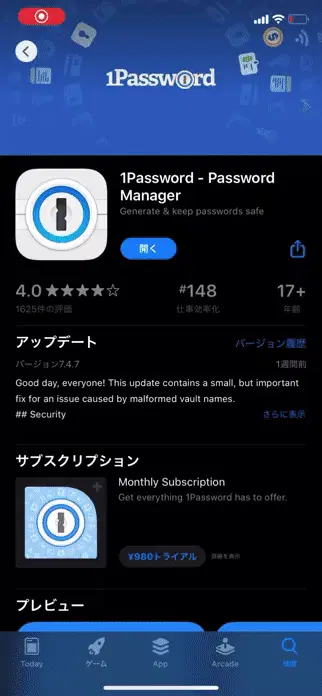 1Password
1Password - Password
Manager
Generate & keep passwords safe
開く
4.0 ★★★★☆
#148
17+
1625件の評価
仕事効率化
年齢
アップデート
バージョン履歴
バージョン7.4.7
1週間前
Good day, everyone! This update contains a small, but important
fix for an issue caused by malformed vault names.
## Security
さらに表示
サブスクリプション
Monthly Subscription
Get everything 1Password has to offer.
¥980トライアル
詳細を表示
プレビュー
Today
ゲーム
App
Arcade
検索